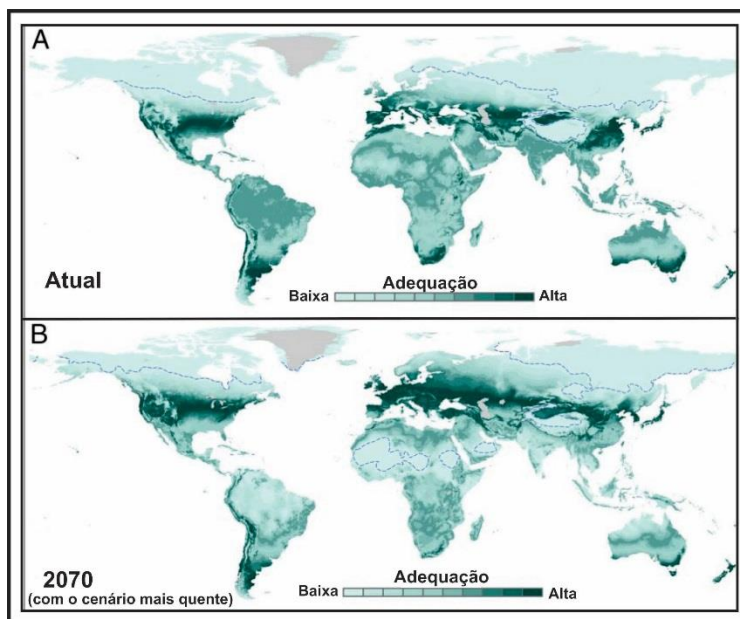 A
Atual
Adequação
Baixa
Alta
B
2070
(com o cenário mais quente)
Adequação
Baixa
Alta